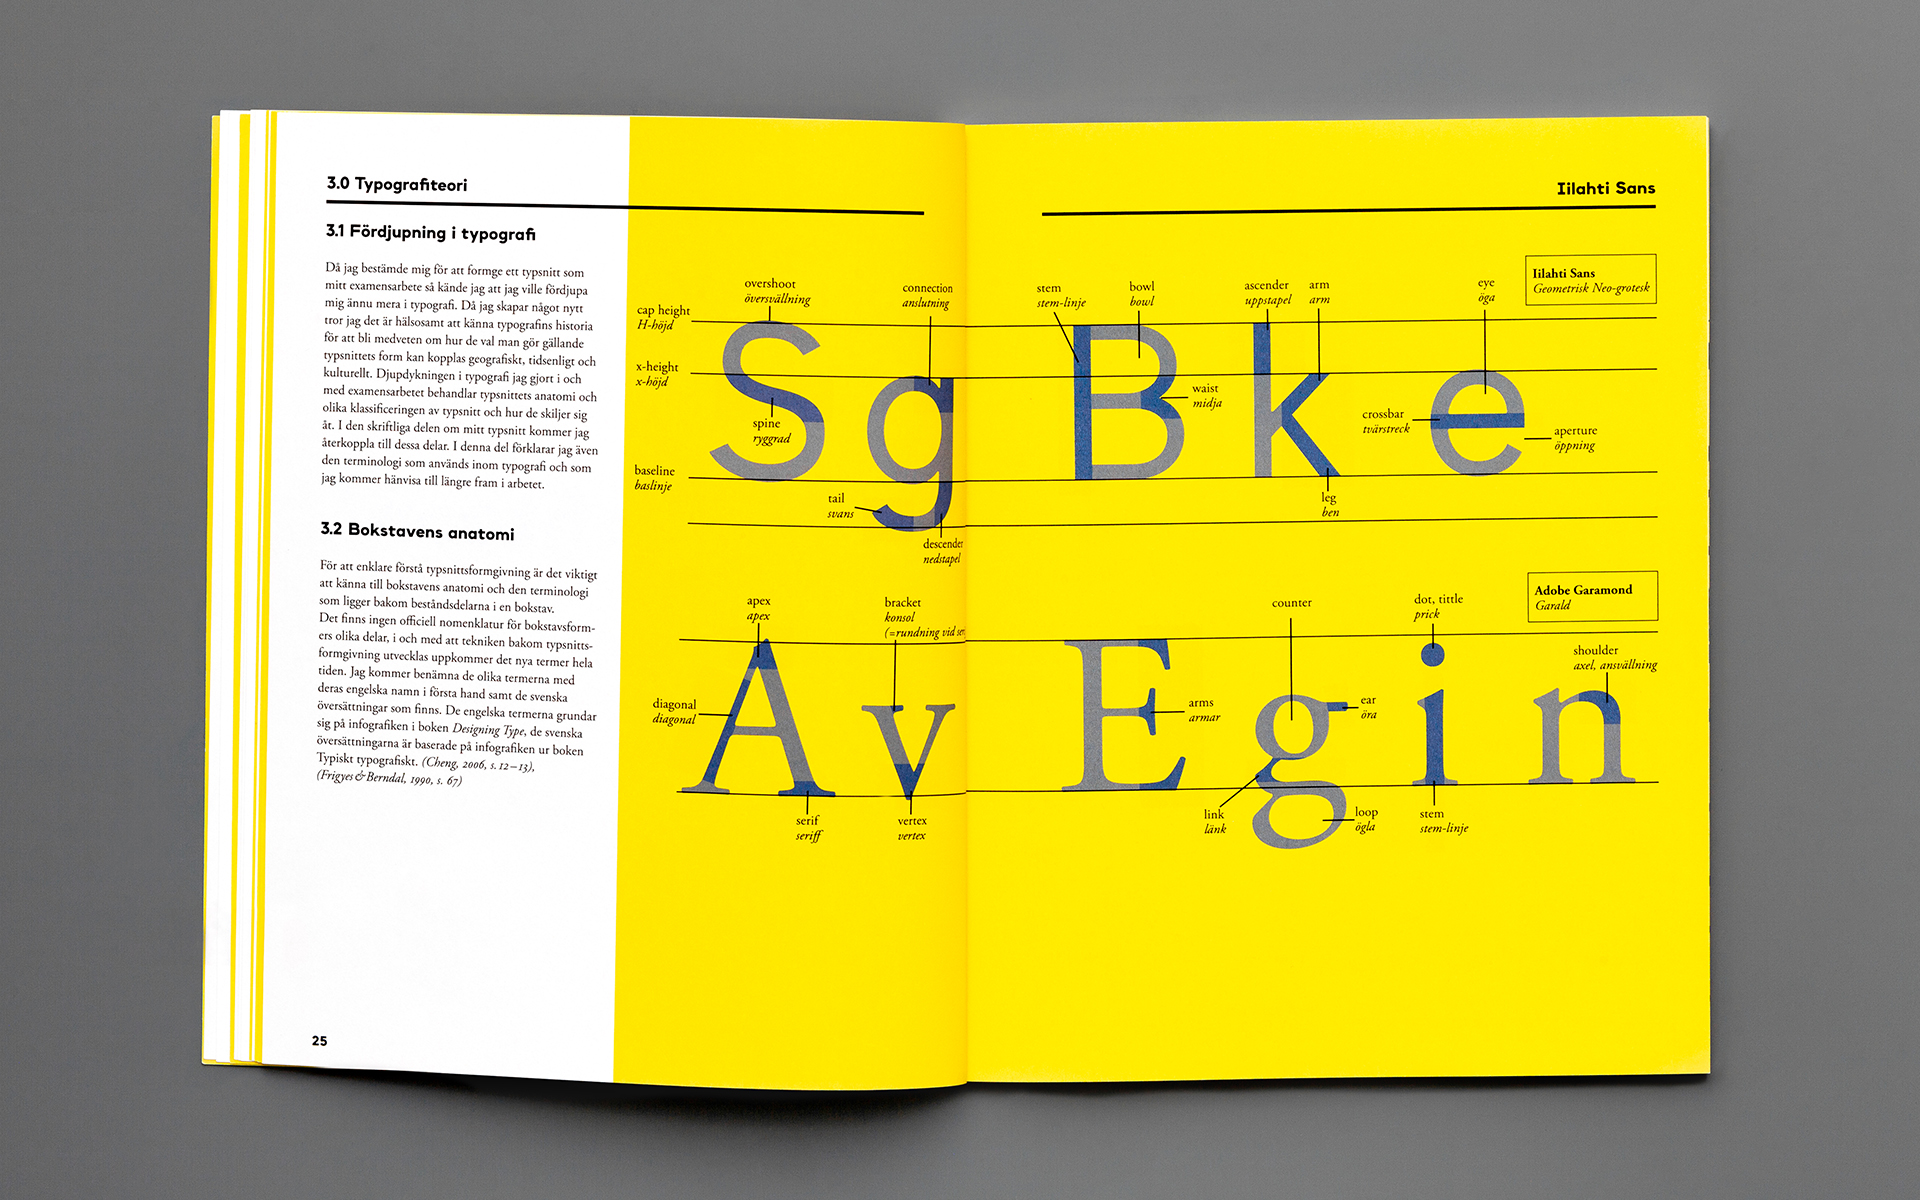 3.0 Typografiteori
3.1 Fördjupning i typografi
Då jag bestämde mig för att formge ett typsnitt som
mitt examensarbete så kände jag att jag ville fördjupa
mig ännu mera i typografi. Då jag skapar något nytt
tror jag det är hälsosamt att känna typografins historia
för att bli medveten om hur de val man gör gällande
typsnittets form kan kopplas geografiskt, tidsenligt och
kulturellt. Djupdykningen i typografi jag gjort i och
med examensarbetet behandlar typsnittets anatomi och
olika klassificeringen av typsnitt och hur de skiljer sig
åt. I den skriftliga delen om mitt typsnitt kommer jag
återkoppla till dessa delar. I denna del förklarar jag även
den terminologi som används inom typografi och som
jag kommer hänvisa till längre fram i arbetet.
3.2 Bokstavens anatomi
För att enklare förstå typsnittsformgivning är det viktigt
att känna till bokstavens anatomi och den terminologi
som ligger bakom beståndsdelarna i en bokstav.
Det finns ingen officiell nomenklatur för bokstavsform-
ers olika delar, i och med att tekniken bakom typsnitts-
formgivning utvecklas uppkommer det nya termer hela
tiden. Jag kommer benämna de olika termerna med
deras engelska namn i första hand samt de svenska
översättningar som finns. De engelska termerna grundar
sig på infografiken i boken Designing Type, de svenska
översättningarna är baserade på infografiken ur boken
Typiskt typografiskt. (Cheng, 2006, s. 12–13),
(Frigyes & Berndal, 1990, s. 67)
25
overshoot
översvällning
connection
anslutning
cap height
H-höjd
x-height
x-höjd
spine
ryggrad
baseline
baslinje
tail
svans
descender
nedstapel
Sg
apex
apex
bracket
konsol
(=rundning vid
diagonal
diagonal
serif
seriff
vertex
vertex
Av
Iilahti Sans
Iilahti Sans
Geometrisk Neo-grotesk
stem
stem-linje
bowl
bowl
ascender
uppstapel
arm
arm
eye
öga
waist
midja
crossbar
tvärstreck
aperture
öppning
leg
ben
Bke
Adobe Garamond
Garald
counter
dot, tittle
prick
shoulder
axel, ansvällning
arms
armar
ear
öra
link
länk
loop
ögla
stem
stem-linje
Egin